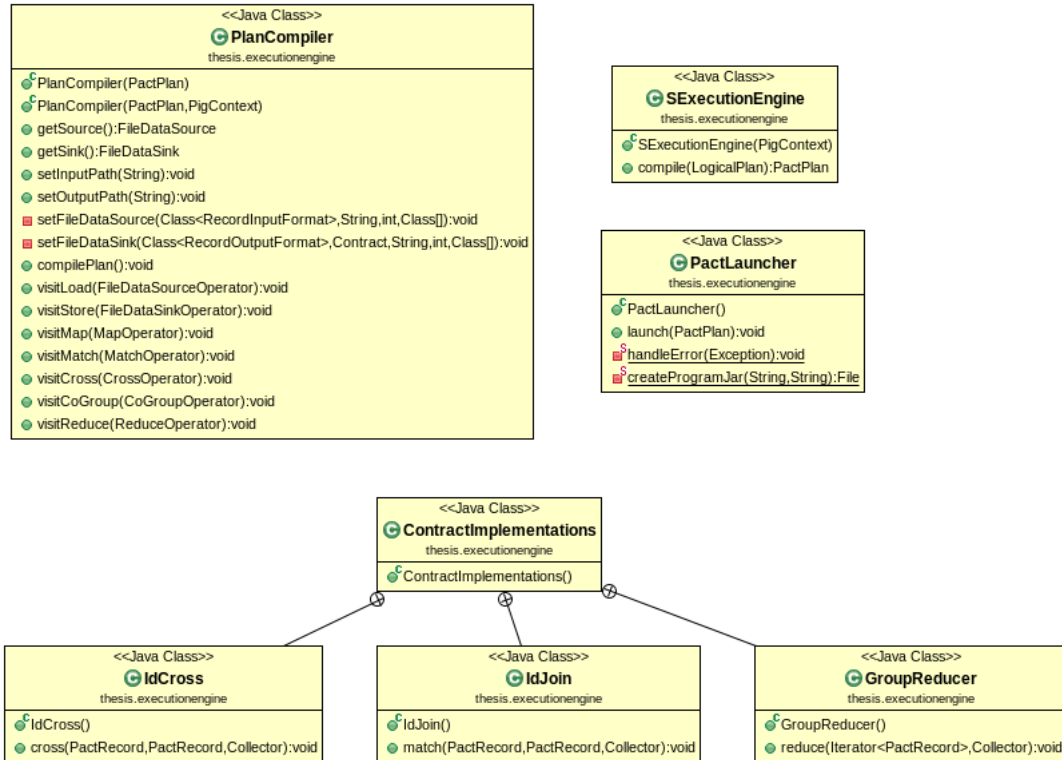 <<Java Class>>
PlanCompiler
thesis.executionengine
PlanCompiler(PactPlan)
PlanCompiler(PactPlan,PigContext)
getSource():FileDataSource
getSink():FileDataSink
setInputPath(String):void
setOutputPath(String):void
setFileDataSource(Class<RecordInputFormat>,String,int,Class[]):void
setFileDataSink(Class<RecordOutputFormat>,Contract,String,int,Class[]):void
compilePlan():void
visitLoad(FileDataSourceOperator):void
visitStore(FileDataSinkOperator):void
visitMap(MapOperator):void
visitMatch(MatchOperator):void
visitCross(CrossOperator):void
visitCoGroup(CoGroupOperator):void
visitReduce(ReduceOperator):void
<<Java Class>>
SExecutionEngine
thesis.executionengine
SExecutionEngine(PigContext)
compile(LogicalPlan):PactPlan
<<Java Class>>
PactLauncher
thesis.executionengine
PactLauncher()
launch(PactPlan):void
handleError(Exception):void
createProgramJar(String,String):File
<<Java Class>>
ContractImplementations
thesis.executionengine
ContractImplementations()
<<Java Class>>
IdCross
thesis.executionengine
IdCross()
cross(PactRecord,PactRecord,Collector):void
<<Java Class>>
IdJoin
thesis.executionengine
IdJoin()
match(PactRecord,PactRecord,Collector):void
<<Java Class>>
GroupReducer
thesis.executionengine
GroupReducer()
reduce(Iterator<PactRecord>,Collector):void